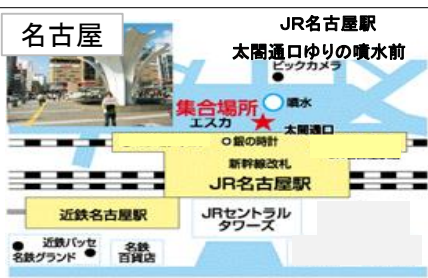 名古屋
JR名古屋駅
太閤通口ゆりの噴水前
ビックカメラ
噴水
集合場所
エスカ
太閤通口
銀の時計
新幹線改札
JR名古屋駅
近鉄名古屋駅
JRセントラル
タワーズ
近鉄パッセ
名鉄グランド
名鉄
百貨店